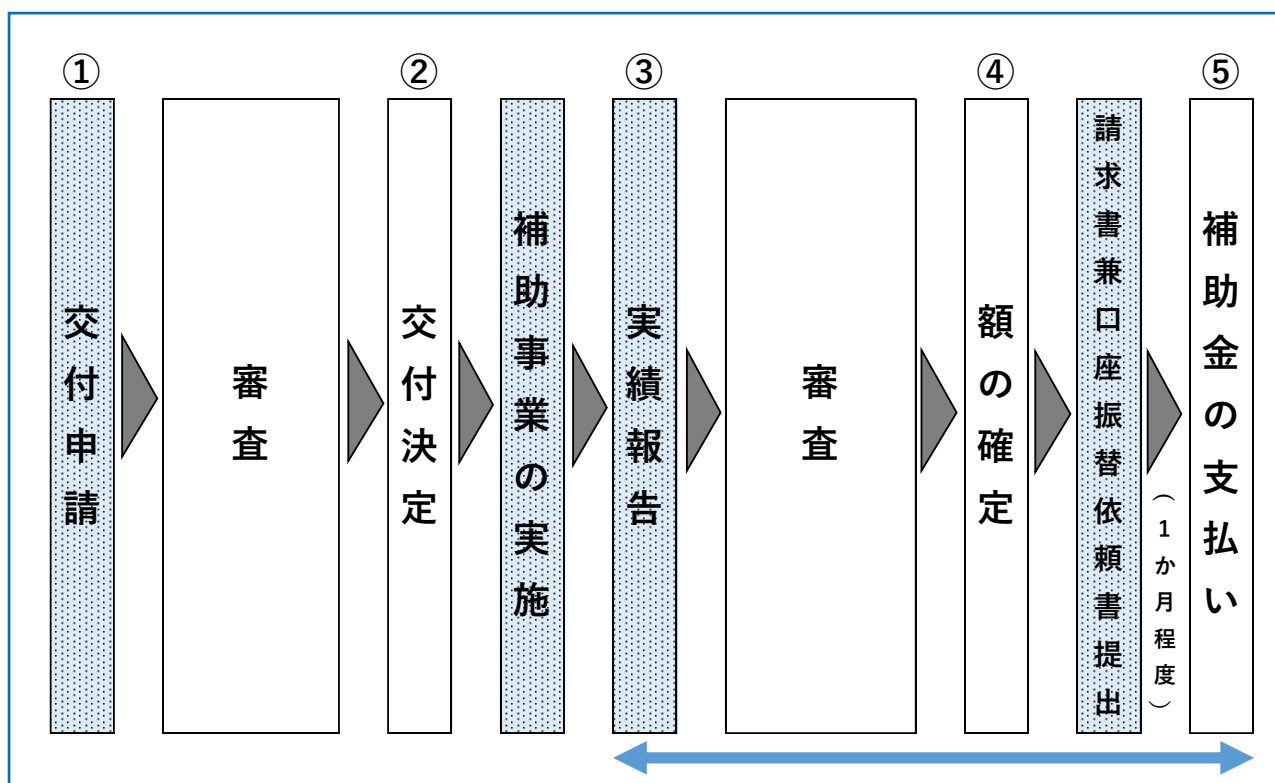 ①
交付申請
審査
②
交付決定
補助事業の実施
③
実績報告
審査
④
額の確定
請求書兼口座振替依頼書提出
（1か月程度）
⑤
補助金の支払い